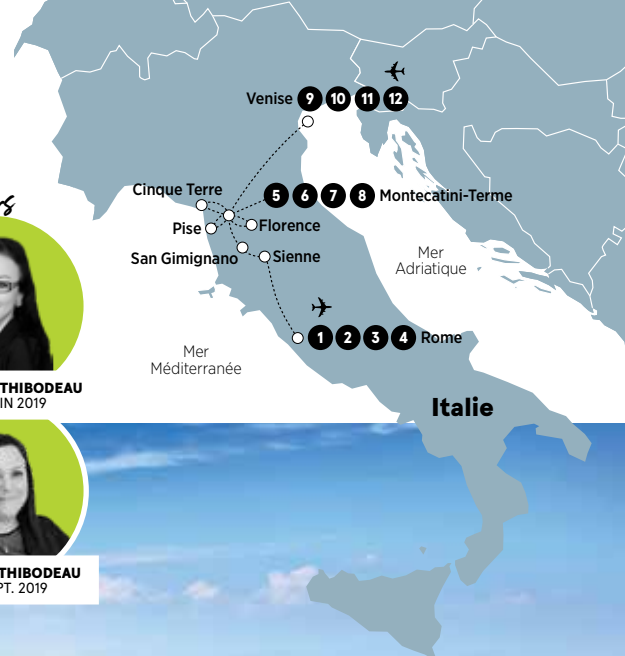 Venise 9 10 11 12
Cinque Terre
5 6 7 8 Montecatini-Terme
Pise
Florence
San Gimignano
Sienne
Mer
Adriatique
1 2 3 4 Rome
Mer
Méditerranée
Italie
THIBODEAU
IN 2019
THIBODEAU
PT. 2019